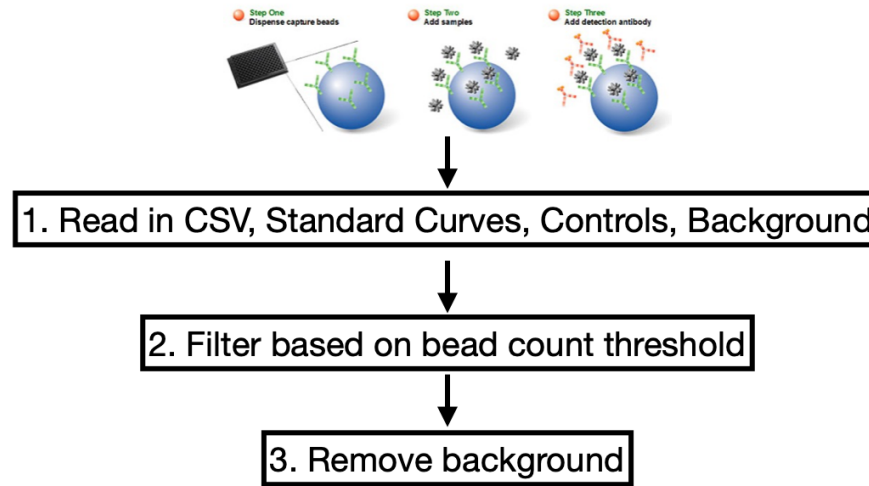 Step One
Dispense capture beads
Step Two
Add samples
Step Three
Add detection antibody
1. Read in CSV, Standard Curves, Controls, Background
2. Filter based on bead count threshold
3. Remove background